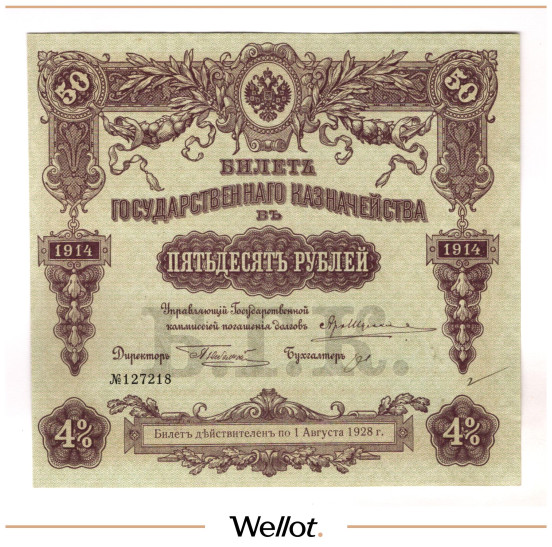 50 50
БИЛЕТЪ
ГОСУДАРСТВЕННАГО КАЗНАЧЕЙСТВА
ВЪ
1914 1914
ПЯТЬДЕСЯТЪ РУБЛЕЙ
Управляющій Государственной
коммиссіей погашенія долговъ
Б.Г.К.
Директоръ Бухгалтеръ
№127218
4% 4%
Билетъ дѣйствителенъ по 1 Августа 1928 г.
Wellot.